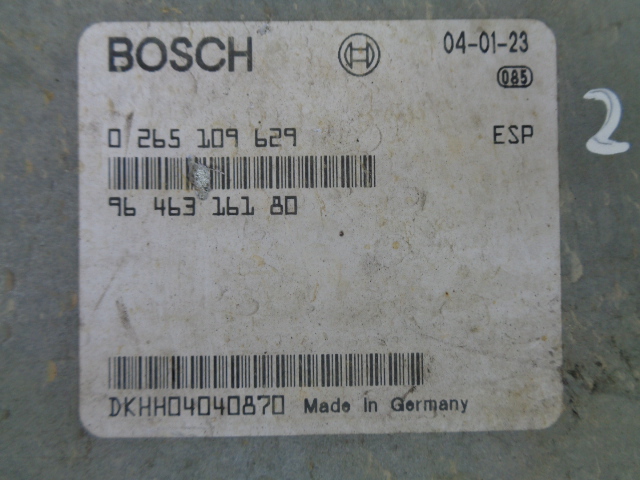 BOSCH 04-01-23
085
0 265 109 629 ESP
96 463 161 80
DKHH04040870 Made in Germany
2